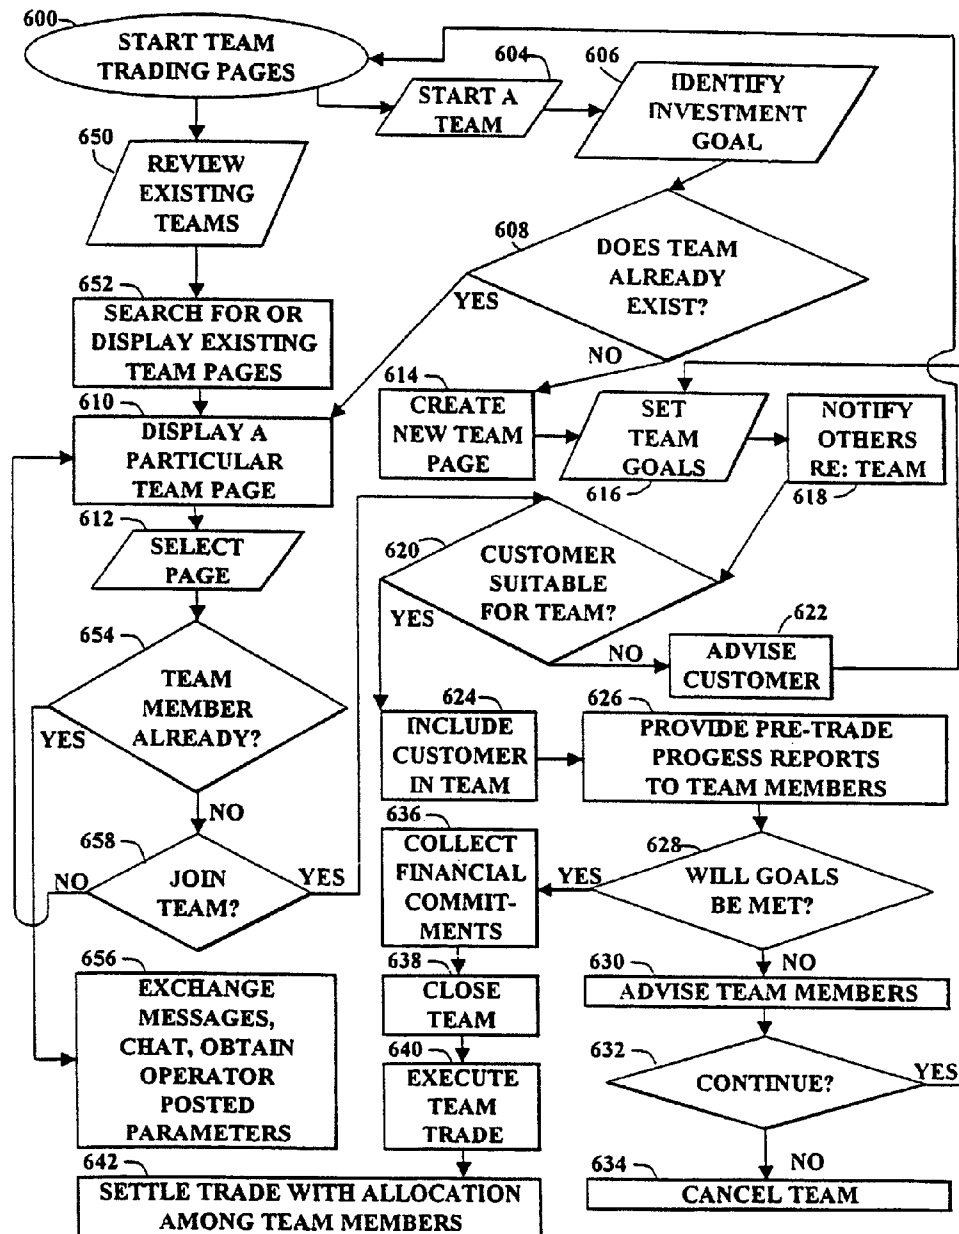 600
START TEAM
TRADING PAGES
604
START A
TEAM
606
IDENTIFY
INVESTMENT
GOAL
650
REVIEW
EXISTING
TEAMS
608
DOES TEAM
ALREADY
EXIST?
YES
NO
652
SEARCH FOR OR
DISPLAY EXISTING
TEAM PAGES
610
DISPLAY A
PARTICULAR
TEAM PAGE
614
CREATE
NEW TEAM
PAGE
SET
TEAM
GOALS
616
NOTIFY
OTHERS
RE: TEAM
618
612
SELECT
PAGE
620
CUSTOMER
SUITABLE
FOR TEAM?
YES
NO
622
ADVISE
CUSTOMER
654
TEAM
MEMBER
ALREADY?
YES
NO
624
INCLUDE
CUSTOMER
IN TEAM
626
PROVIDE PRE-TRADE
PROGESS REPORTS
TO TEAM MEMBERS
658
JOIN
TEAM?
NO
YES
636
COLLECT
FINANCIAL
COMMIT-
MENTS
628
WILL GOALS
BE MET?
YES
NO
630
ADVISE TEAM MEMBERS
656
EXCHANGE
MESSAGES,
CHAT, OBTAIN
OPERATOR
POSTED
PARAMETERS
638
CLOSE
TEAM
632
CONTINUE?
YES
NO
640
EXECUTE
TEAM
TRADE
634
CANCEL TEAM
642
SETTLE TRADE WITH ALLOCATION
AMONG TEAM MEMBERS